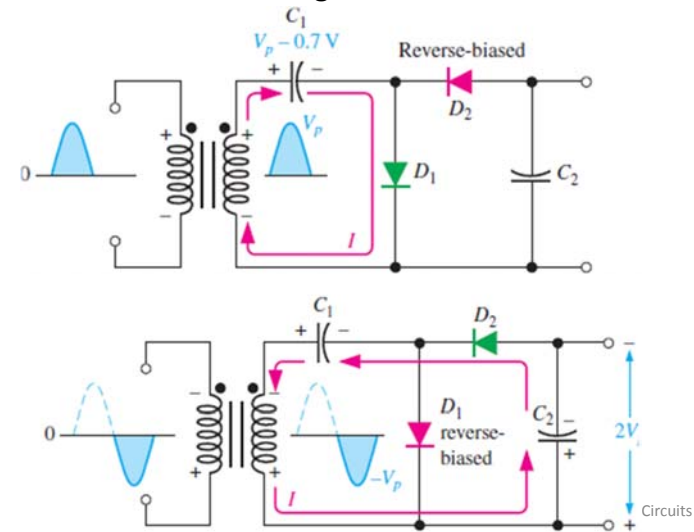 C1
Vp – 0.7 V
+ –
Reverse-biased
D2
+ + Vp
0
D1
C2
– –
I
C1
+ –
D2
– –
D1
reverse-
biased
C2
–
+
–
2V
0
–Vp
+ +
I
+
Circuits